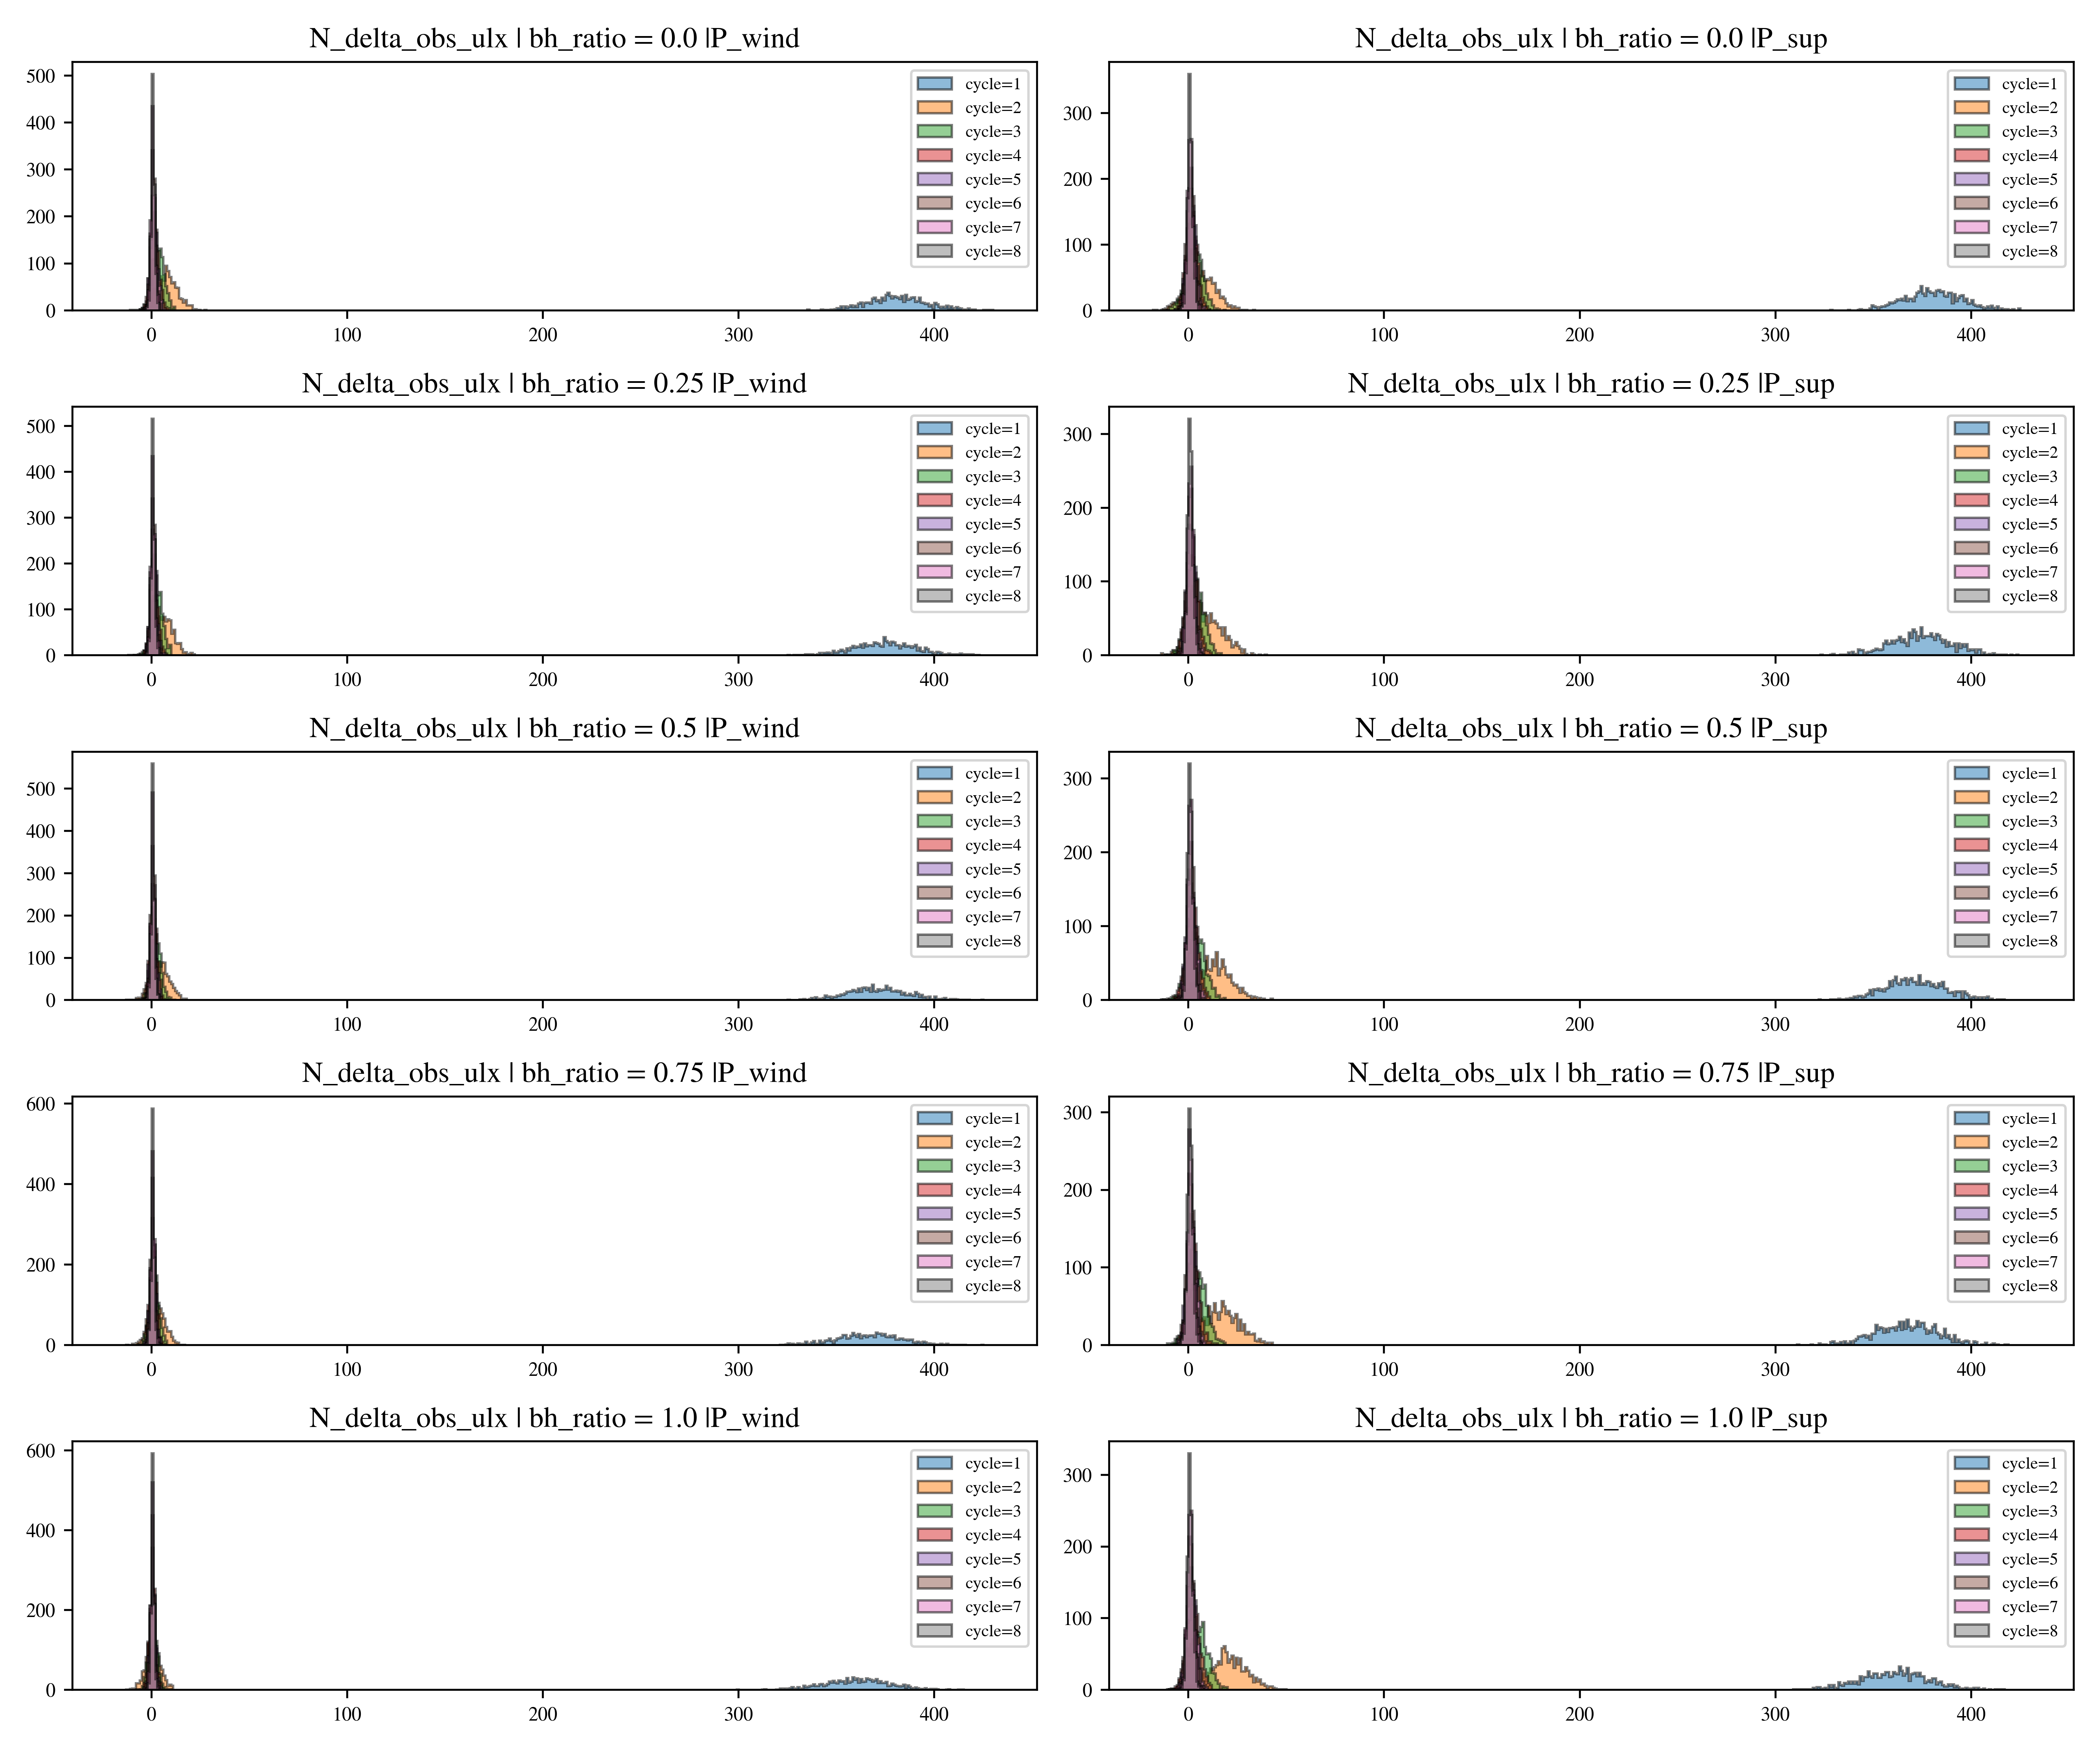 N_delta_obs_ulx | bh_ratio = 0.0 |P_wind
500
400
300
200
100
0
0 100 200 300 400
cycle=1
cycle=2
cycle=3
cycle=4
cycle=5
cycle=6
cycle=7
cycle=8
N_delta_obs_ulx | bh_ratio = 0.0 |P_sup
300
200
100
0
0 100 200 300 400
cycle=1
cycle=2
cycle=3
cycle=4
cycle=5
cycle=6
cycle=7
cycle=8
N_delta_obs_ulx | bh_ratio = 0.25 |P_wind
500
400
300
200
100
0
0 100 200 300 400
cycle=1
cycle=2
cycle=3
cycle=4
cycle=5
cycle=6
cycle=7
cycle=8
N_delta_obs_ulx | bh_ratio = 0.25 |P_sup
300
200
100
0
0 100 200 300 400
cycle=1
cycle=2
cycle=3
cycle=4
cycle=5
cycle=6
cycle=7
cycle=8
N_delta_obs_ulx | bh_ratio = 0.5 |P_wind
500
400
300
200
100
0
0 100 200 300 400
cycle=1
cycle=2
cycle=3
cycle=4
cycle=5
cycle=6
cycle=7
cycle=8
N_delta_obs_ulx | bh_ratio = 0.5 |P_sup
300
200
100
0
0 100 200 300 400
cycle=1
cycle=2
cycle=3
cycle=4
cycle=5
cycle=6
cycle=7
cycle=8
N_delta_obs_ulx | bh_ratio = 0.75 |P_wind
600
400
200
0
0 100 200 300 400
cycle=1
cycle=2
cycle=3
cycle=4
cycle=5
cycle=6
cycle=7
cycle=8
N_delta_obs_ulx | bh_ratio = 0.75 |P_sup
300
200
100
0
0 100 200 300 400
cycle=1
cycle=2
cycle=3
cycle=4
cycle=5
cycle=6
cycle=7
cycle=8
N_delta_obs_ulx | bh_ratio = 1.0 |P_wind
600
400
200
0
0 100 200 300 400
cycle=1
cycle=2
cycle=3
cycle=4
cycle=5
cycle=6
cycle=7
cycle=8
N_delta_obs_ulx | bh_ratio = 1.0 |P_sup
300
200
100
0
0 100 200 300 400
cycle=1
cycle=2
cycle=3
cycle=4
cycle=5
cycle=6
cycle=7
cycle=8